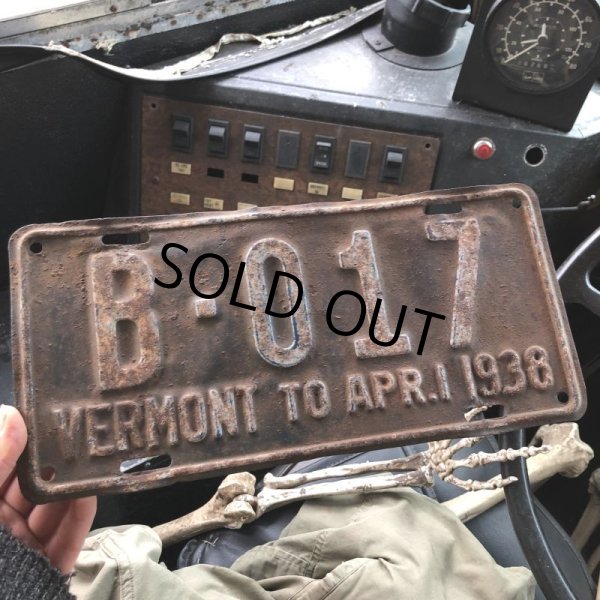 B·017
SOLD OUT
VERMONT TO APR.1 1938